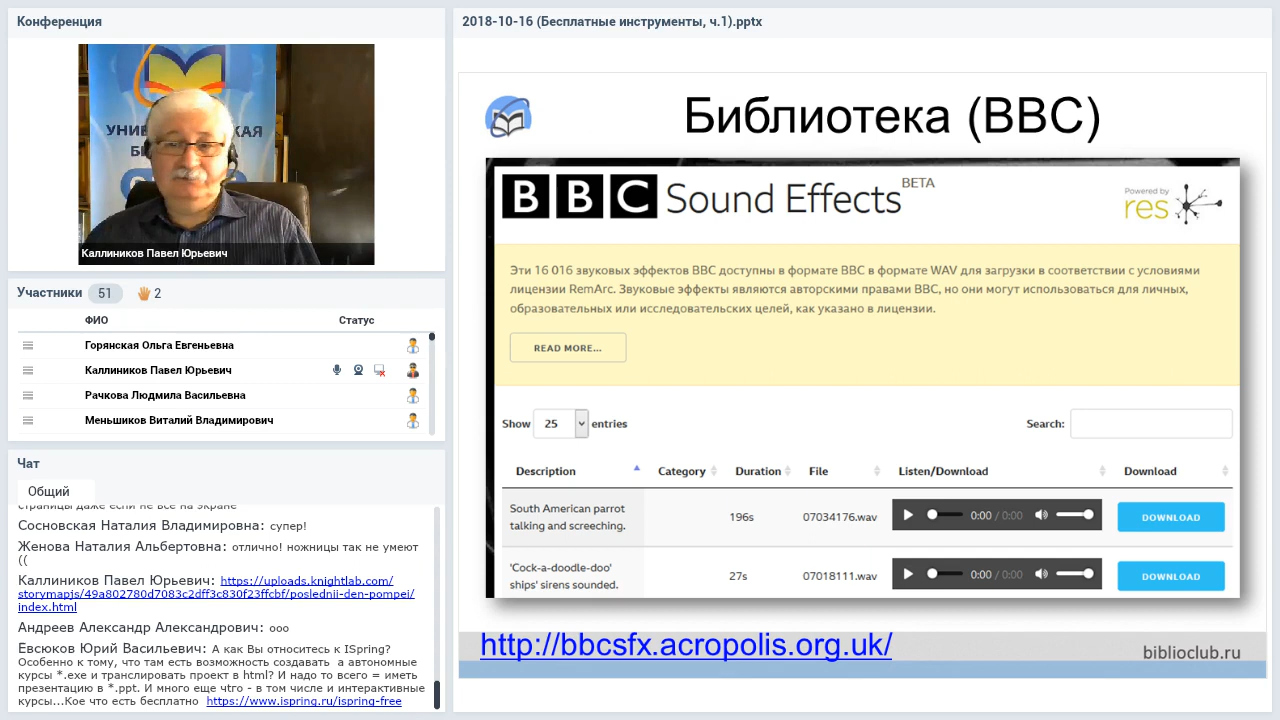 Конференция
УНИВ
СКАЯ
Каллиников Павел Юрьевич
Участники 51 2
ФИО Статус
Горянская Ольга Евгеньевна
Каллиников Павел Юрьевич
Рачкова Людмила Васильевна
Меньшиков Виталий Владимирович
Чат
Общий
страницы даже если не все на экране
Сосновская Наталия Владимировна: супер!
Женова Наталия Альбертовна: отлично! ножницы так не умеют
((
Каллиников Павел Юрьевич: https://uploads.knightlab.com/
storymapjs/49a802780d7083c2dff3c830f23ffcbf/poslednii-den-pompei/
index.html
Андреев Александр Александрович: ооо
Евсюков Юрий Васильевич: А как Вы относитесь к ISpring?
Особенно к тому, что там есть возможность создавать а автономные
курсы *.exe и транслировать проект в html? И надо то всего = иметь
презентацию в *.ppt. И много еще чтго - в том числе и интерактивные
курсы...Кое что есть бесплатно https://www.ispring.ru/ispring-free
2018-10-16 (Бесплатные инструменты, ч.1).pptx
Библиотека (BBC)
BBC Sound Effects BETA
Powered by
res
Эти 16 016 звуковых эффектов BBC доступны в формате BBC в формате WAV для загрузки в соответствии с условиями
лицензии RemArc. Звуковые эффекты являются авторскими правами BBC, но они могут использоваться для личных,
образовательных или исследовательских целей, как указано в лицензии.
READ MORE...
Show 25 entries Search:
Description Category Duration File Listen/Download Download
South American parrot
talking and screeching.
196s 07034176.wav 0:00 / 0:00 DOWNLOAD
'Cock-a-doodle-doo'
ships' sirens sounded.
27s 07018111.wav 0:00 / 0:00 DOWNLOAD
http://bbcsfx.acropolis.org.uk/
biblioclub.ru